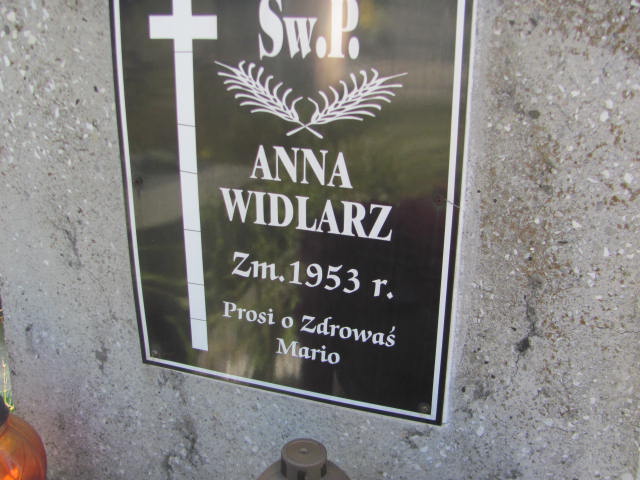 Św.P.
ANNA
WIDLARZ
Zm.1953 r.
Prosi o Zdrowaś
Mario